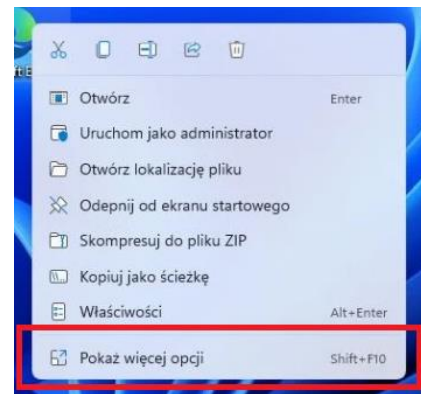 Otwórz Enter
Uruchom jako administrator
Otwórz lokalizację pliku
Odepnij od ekranu startowego
Skompresuj do pliku ZIP
Kopiuj jako ścieżkę
Właściwości Alt+Enter
Pokaż więcej opcji Shift+F10